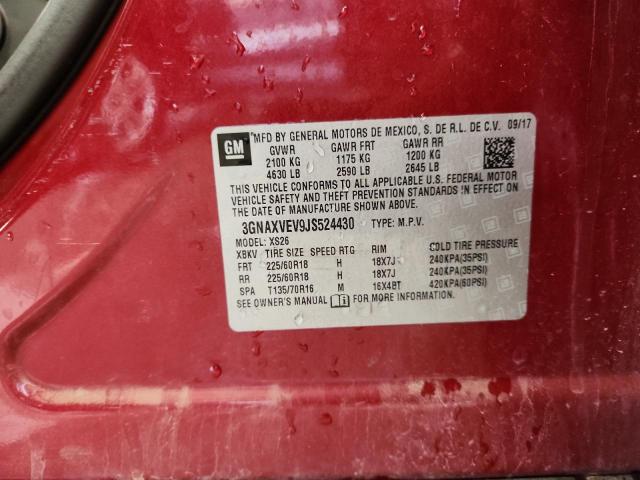 GM *MFD BY GENERAL MOTORS DE MEXICO, S. DE R.L. DE C.V. 09/17
GVWR GAWR FRT GAWR RR
2100 KG 1175 KG 1200 KG
4630 LB 2590 LB 2645 LB
THIS VEHICLE CONFORMS TO ALL APPLICABLE U.S. FEDERAL MOTOR
VEHICLE SAFETY AND THEFT PREVENTION STANDARDS IN EFFECT ON
THE DATE OF MANUFACTURE SHOWN ABOVE.
3GNAXVEV9JS524430 TYPE: M.P.V.
MODEL: XS26
XBKV TIRE SIZE SPEED RTG RIM COLD TIRE PRESSURE
FRT 225/60R18 H 18X7J 240KPA(35PSI)
RR 225/60R18 H 18X7J 240KPA(35PSI)
SPA T135/70R16 M 16X4BT 420KPA(60PSI)
SEE OWNER'S MANUAL FOR MORE INFORMATION.